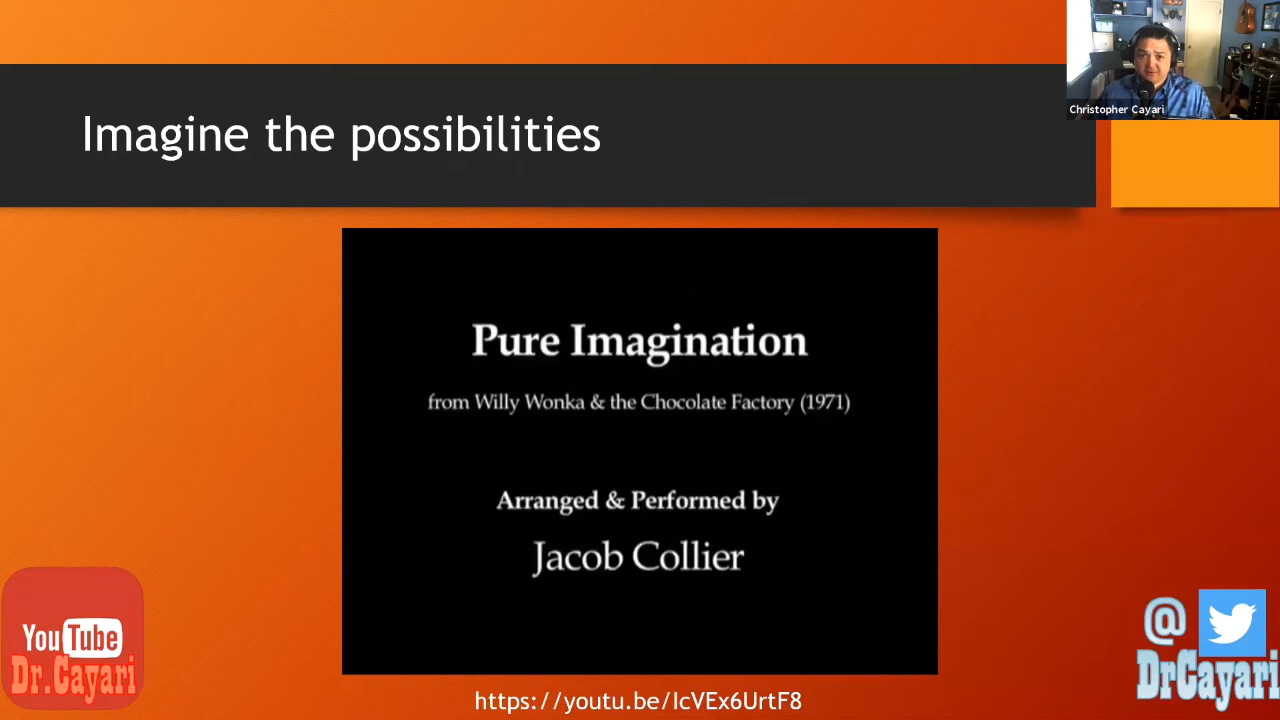 Christopher Cayari
Imagine the possibilities
Pure Imagination
from Willy Wonka & the Chocolate Factory (1971)
Arranged & Performed by
Jacob Collier
YouTube
Dr.Cayari
@
DrCayari
https://youtu.be/IcVEx6UrtF8